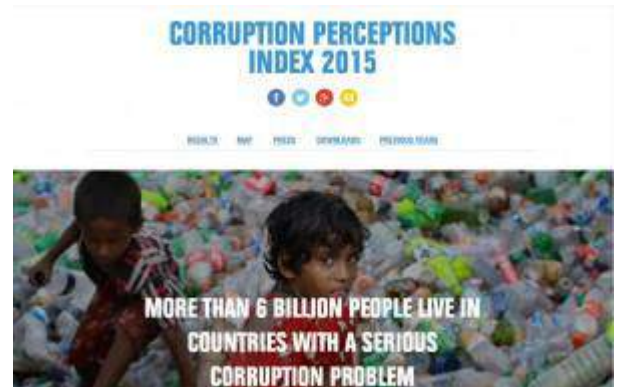 CORRUPTION PERCEPTIONS
INDEX 2015
RESULTS MAP PRESS DOWNLOADS PREVIOUS YEARS
MORE THAN 6 BILLION PEOPLE LIVE IN
COUNTRIES WITH A SERIOUS
CORRUPTION PROBLEM